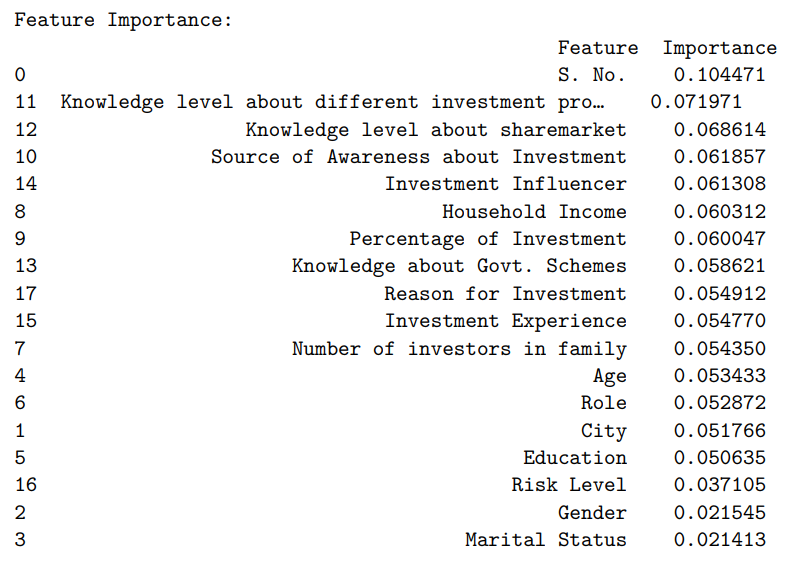 Feature Importance:
Feature Importance
0 S. No. 0.104471
11 Knowledge level about different investment pro… 0.071971
12 Knowledge level about sharemarket 0.068614
10 Source of Awareness about Investment 0.061857
14 Investment Influencer 0.061308
8 Household Income 0.060312
9 Percentage of Investment 0.060047
13 Knowledge about Govt. Schemes 0.058621
17 Reason for Investment 0.054912
15 Investment Experience 0.054770
7 Number of investors in family 0.054350
4 Age 0.053433
6 Role 0.052872
1 City 0.051766
5 Education 0.050635
16 Risk Level 0.037105
2 Gender 0.021545
3 Marital Status 0.021413